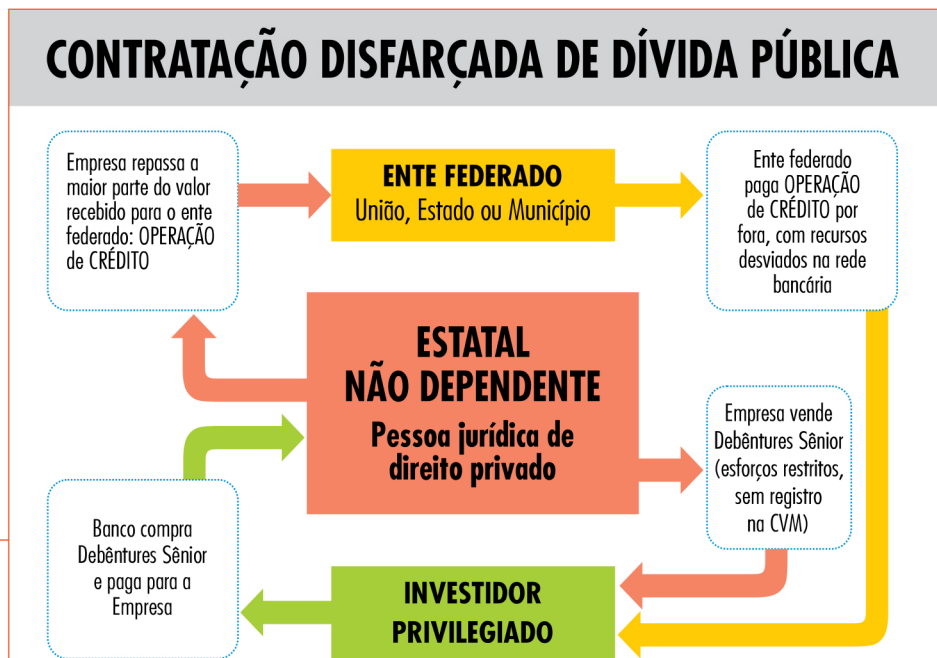 CONTRATAÇÃO DISFARÇADA DE DÍVIDA PÚBLICA
Empresa repassa a
maior parte do valor
recebido para o ente
federado: OPERAÇÃO
de CRÉDITO
ENTE FEDERADO
União, Estado ou Município
Ente federado
paga OPERAÇÃO
de CRÉDITO por
fora, com recursos
desviados na rede
bancária
ESTATAL
NÃO DEPENDENTE
Pessoa jurídica de
direito privado
Empresa vende
Debêntures Sênior
(esforços restritos,
sem registro
na CVM)
Banco compra
Debêntures Sênior
e paga para a
Empresa
INVESTIDOR
PRIVILEGIADO